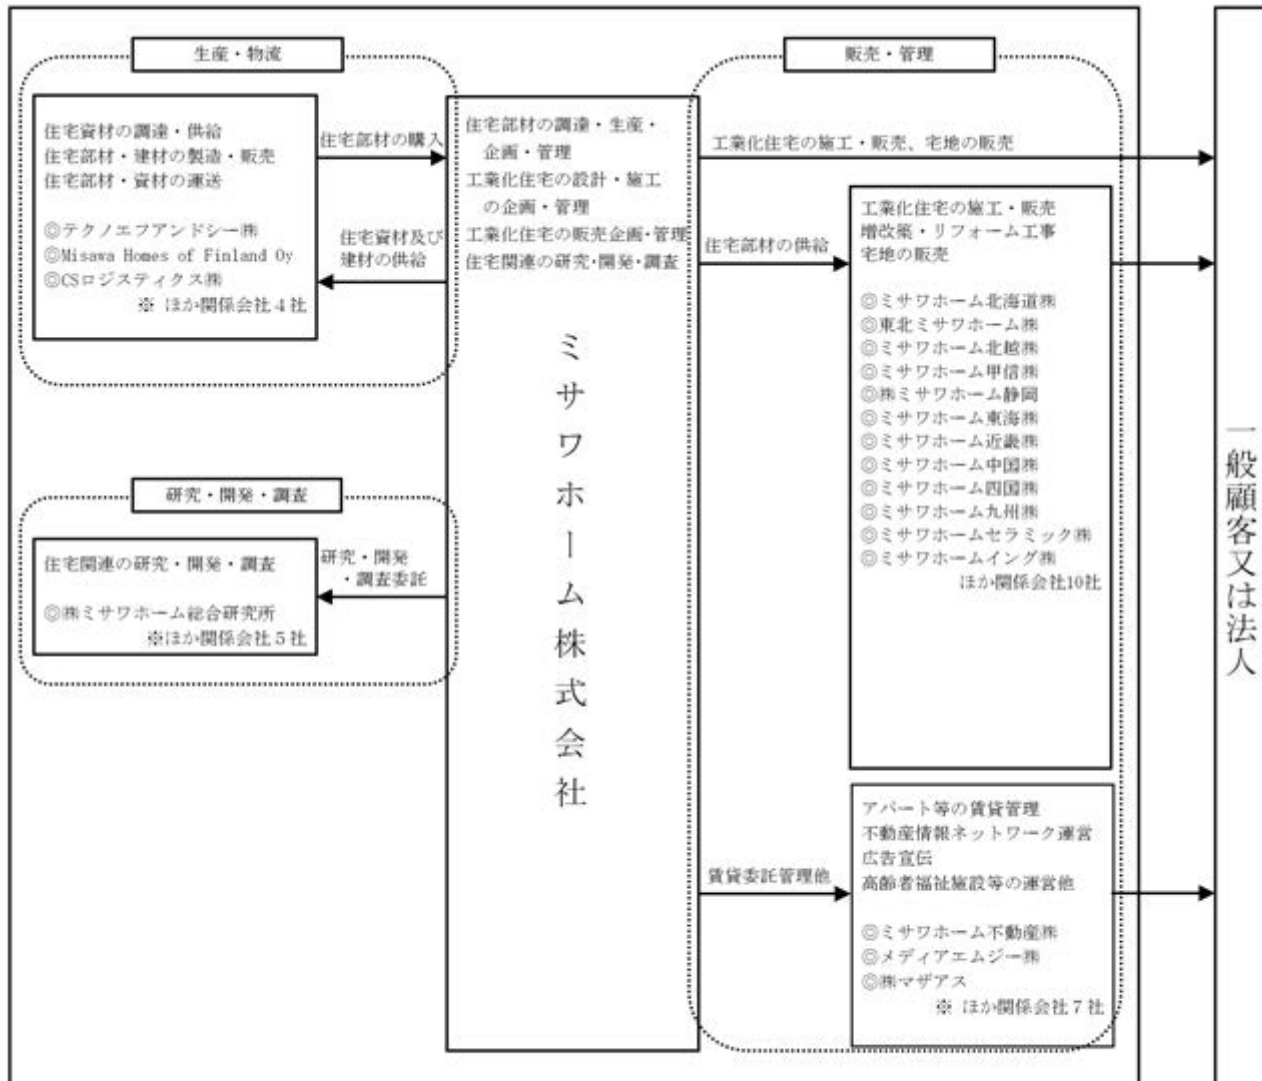 生産・物流
住宅資材の調達・供給
住宅部材・建材の製造・販売
住宅部材・資材の運送
◎テクノエフアンドシー㈱
◎Misawa Homes of Finland Oy
◎CSロジスティクス㈱
※ ほか関係会社４社
住宅部材の購入
住宅資材及び
建材の供給
研究・開発・調査
住宅関連の研究・開発・調査
◎㈱ミサワホーム総合研究所
※ほか関係会社５社
研究・開発
・調査委託
住宅部材の調達・生産・
企画・管理
工業化住宅の設計・施工
の企画・管理
工業化住宅の販売企画・管理
住宅関連の研究・開発・調査
ミサワホーム株式会社
販売・管理
工業化住宅の施工・販売、宅地の販売
住宅部材の供給
工業化住宅の施工・販売
増改築・リフォーム工事
宅地の販売
◎ミサワホーム北海道㈱
◎東北ミサワホーム㈱
◎ミサワホーム北越㈱
◎ミサワホーム甲信㈱
◎㈱ミサワホーム静岡
◎ミサワホーム東海㈱
◎ミサワホーム近畿㈱
◎ミサワホーム中国㈱
◎ミサワホーム四国㈱
◎ミサワホーム九州㈱
◎ミサワホームセラミック㈱
◎ミサワホームイング㈱
ほか関係会社10社
賃貸委託管理他
アパート等の賃貸管理
不動産情報ネットワーク運営
広告宣伝
高齢者福祉施設等の運営他
◎ミサワホーム不動産㈱
◎メディアエムジー㈱
◎㈱マザアス
※ ほか関係会社７社
一般顧客又は法人